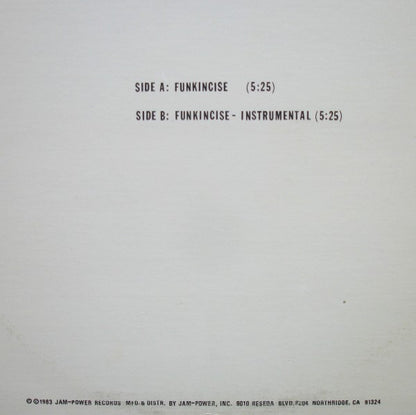 SIDE A: FUNKINCISE (5:25)
SIDE B: FUNKINCISE - INSTRUMENTAL (5:25)
© ℗ 1983 JAM-POWER RECORDS MFD. & DISTR. BY JAM-POWER, INC. 9010 RESEDA BLVD. #204 NORTHRIDGE, CA 91324